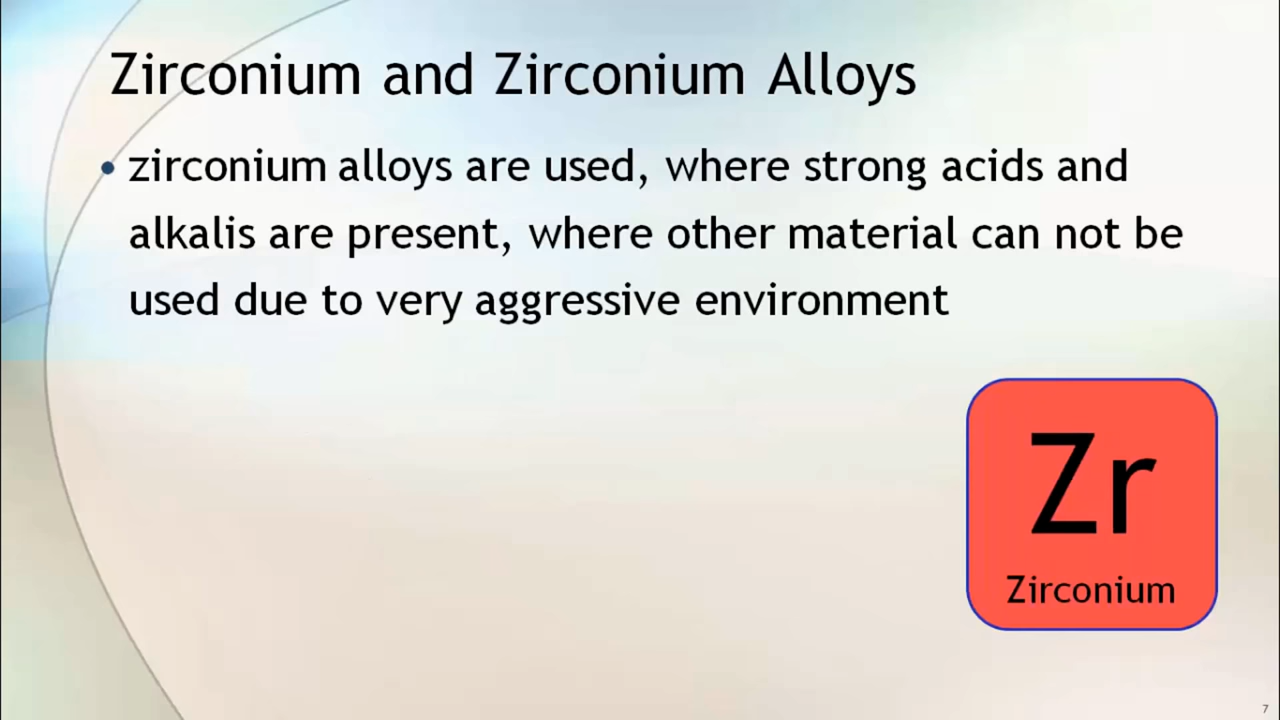 Zirconium and Zirconium Alloys
• zirconium alloys are used, where strong acids and
alkalis are present, where other material can not be
used due to very aggressive environment
Zr
Zirconium
7